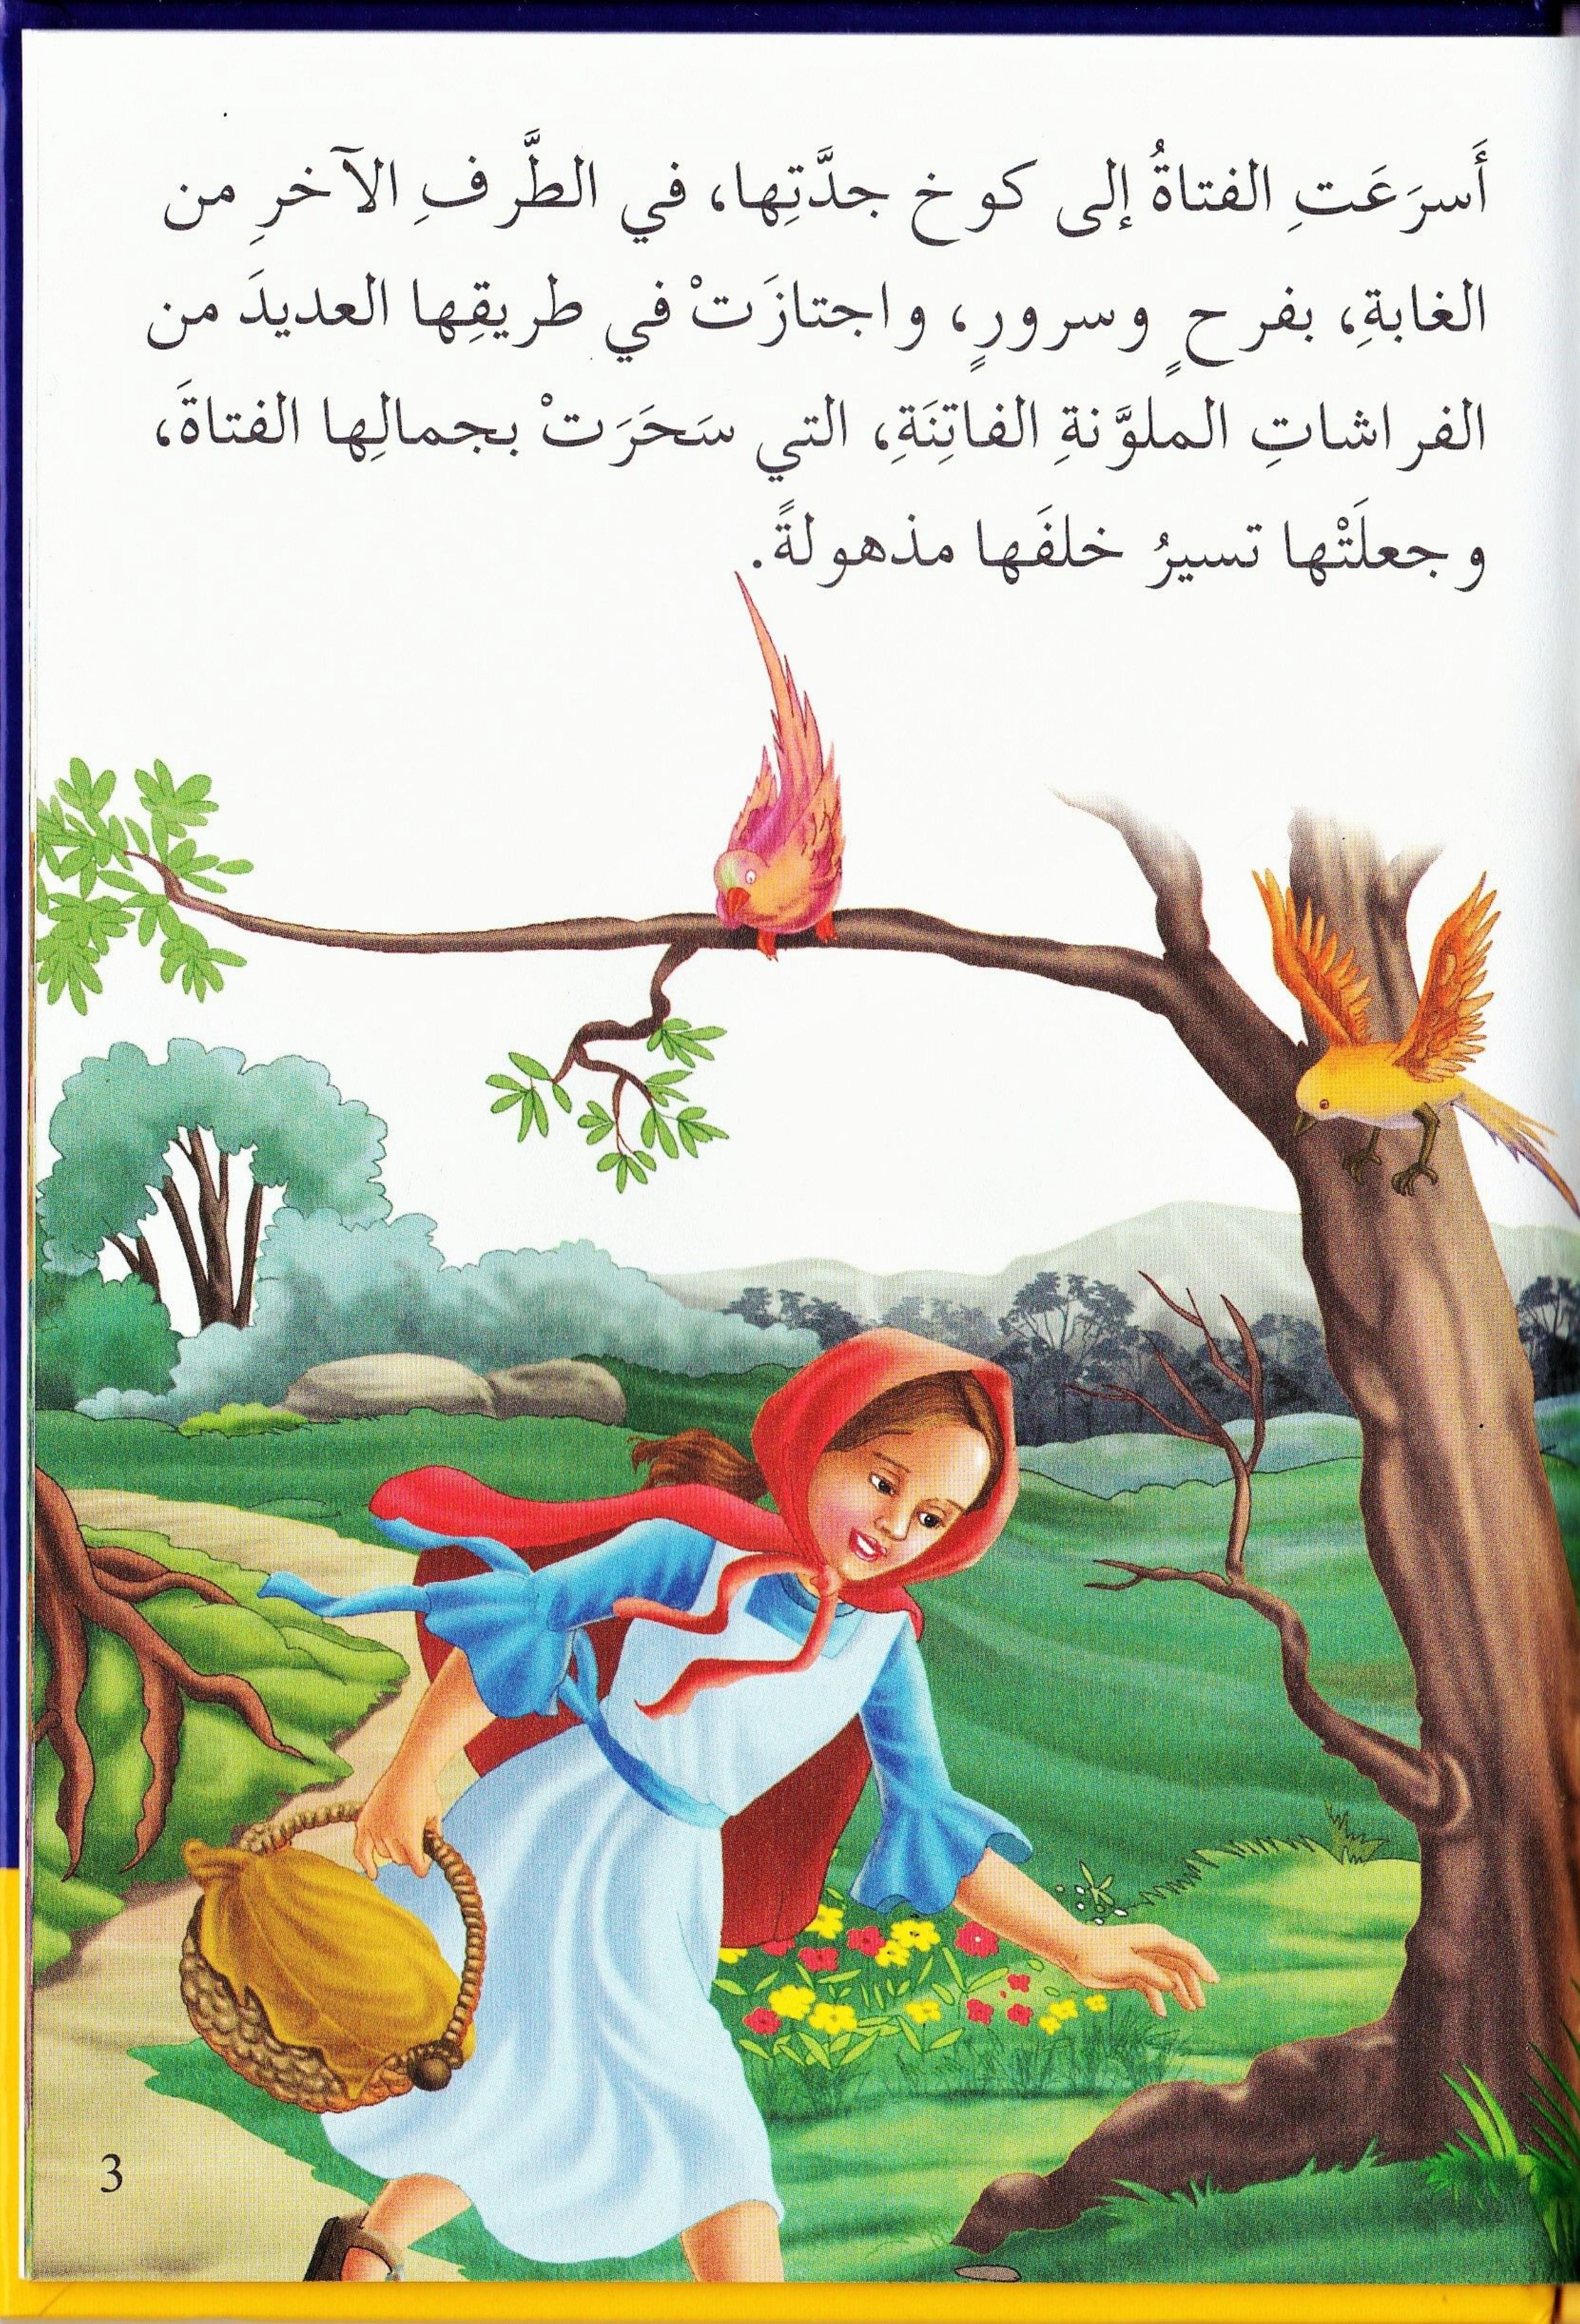 أَسرَعَتِ الفتاةُ إلى كوخ جدَّتِها، في الطَّرفِ الآخرِ من
الغابةِ، بفرحٍ وسرورٍ، واجتازَتْ في طريقِها العديدَ من
الفراشاتِ الملوَّنةِ الفاتِنَةِ، التي سَحَرَتْ بجمالِها الفتاةَ،
وجعلَتْها تسيرُ خلفَها مذهولةً.
3